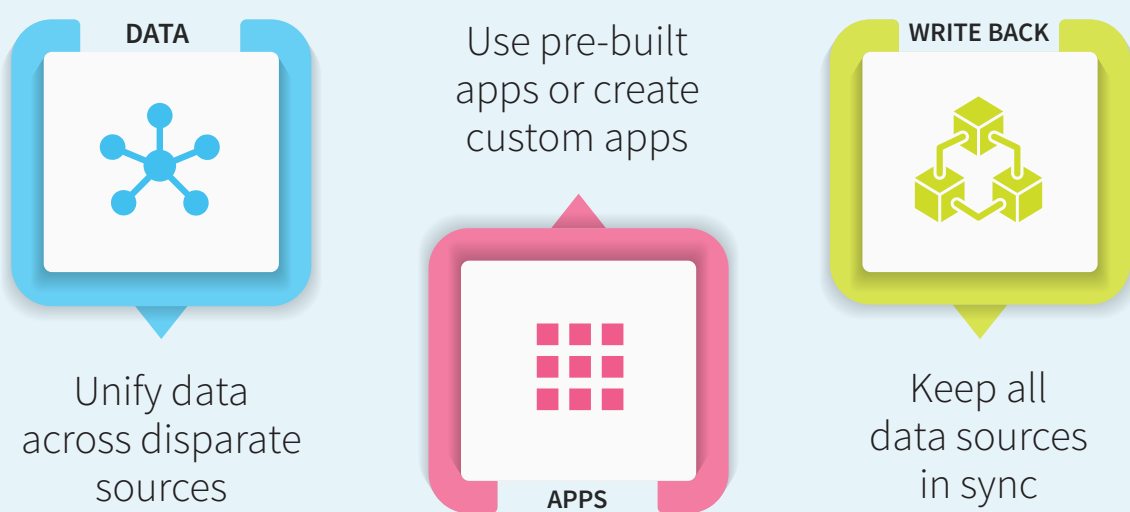 DATA
Unify data
across disparate
sources
Use pre-built
apps or create
custom apps
APPS
WRITE BACK
Keep all
data sources
in sync